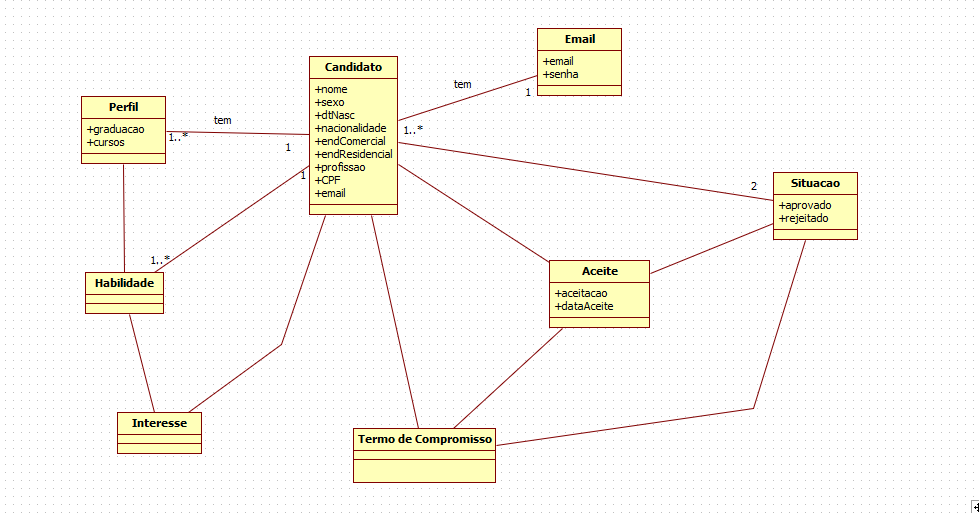 Email
+email
+senha
tem
1
Candidato
+nome
+sexo
+dtNasc
+nacionalidade
+endComercial
+endResidencial
+profissao
+CPF
+email
1..*
Perfil
+graduacao
+cursos
tem
1..*
1
1
1..*
2
Situacao
+aprovado
+rejeitado
Habilidade
Aceite
+aceitacao
+dataAceite
Interesse
Termo de Compromisso